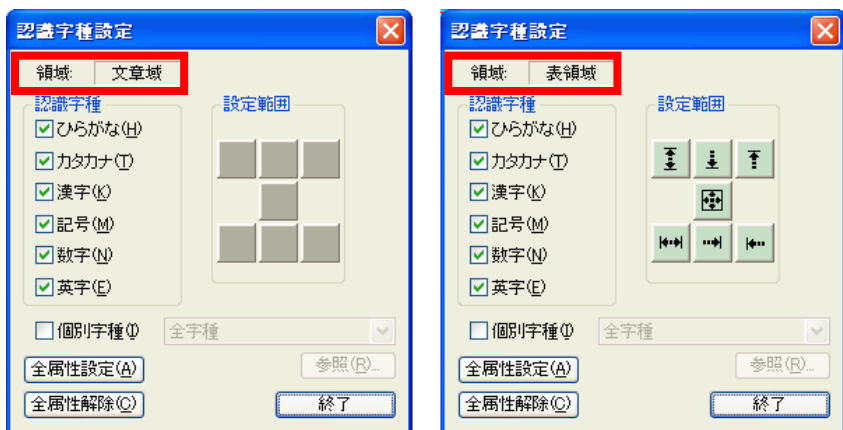 認識字種設定
領域: 文章域
認識字種
設定範囲
ひらがな(H)
カタカナ(T)
漢字(K)
記号(M)
数字(N)
英字(E)
個別字種(I) 全字種
全属性設定(A) 参照(R)...
全属性解除(C) 終了
認識字種設定
領域: 表領域
認識字種
設定範囲
ひらがな(H)
カタカナ(T)
漢字(K)
記号(M)
数字(N)
英字(E)
個別字種(I) 全字種
全属性設定(A) 参照(R)...
全属性解除(C) 終了